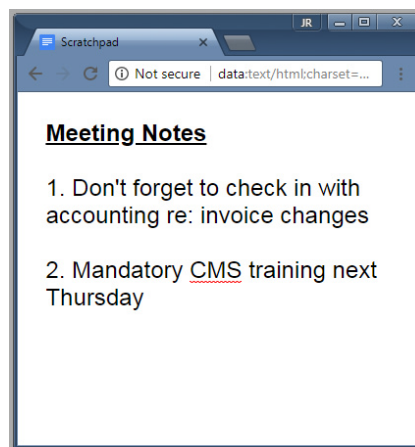 JR
Scratchpad
Not secure | data:text/html;charset=...
Meeting Notes
1. Don't forget to check in with
accounting re: invoice changes
2. Mandatory CMS training next
Thursday